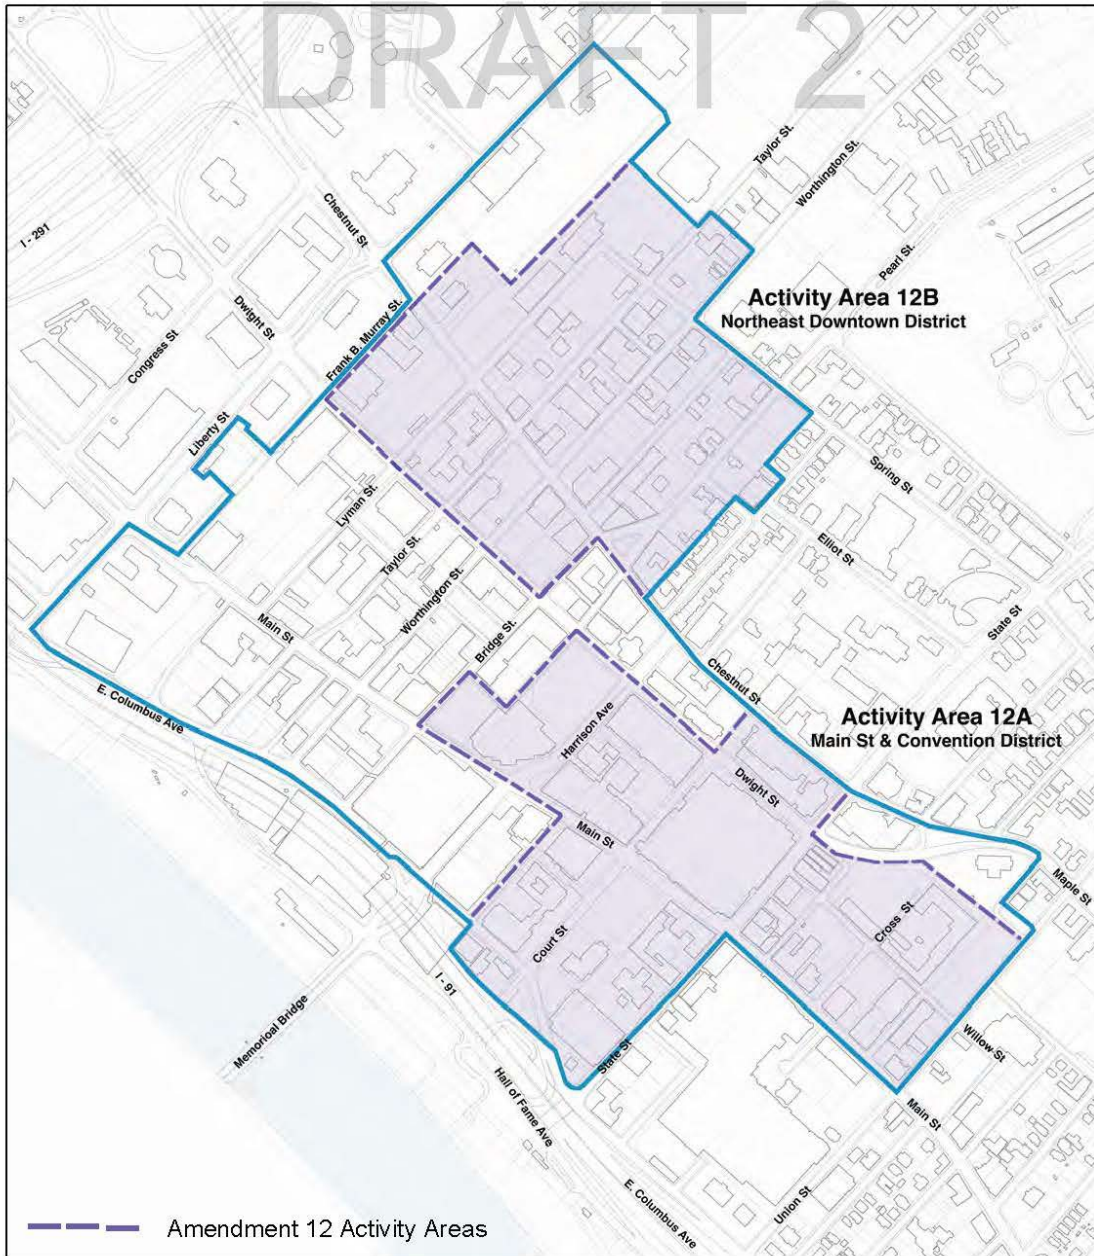 DRAFT 2
Taylor St.
Worthington St.
Pearl St.
Chestnut St
I - 291
Dwight St
Congress St
Frank B. Murray St.
Activity Area 12B
Northeast Downtown District
Liberty St
Lyman St.
Taylor St.
Worthington St.
Bridge St.
Main St
Spring St
Elliot St
State St
E. Columbus Ave
Chestnut St
Harrison Ave
Activity Area 12A
Main St & Convention District
Dwight St
Main St
Maple St
Cross St
Court St
I - 91
Memorioal Bridge
State St
Willow St
Hall of Fame Ave
Main St
Union St
E. Columbus Ave
Amendment 12 Activity Areas